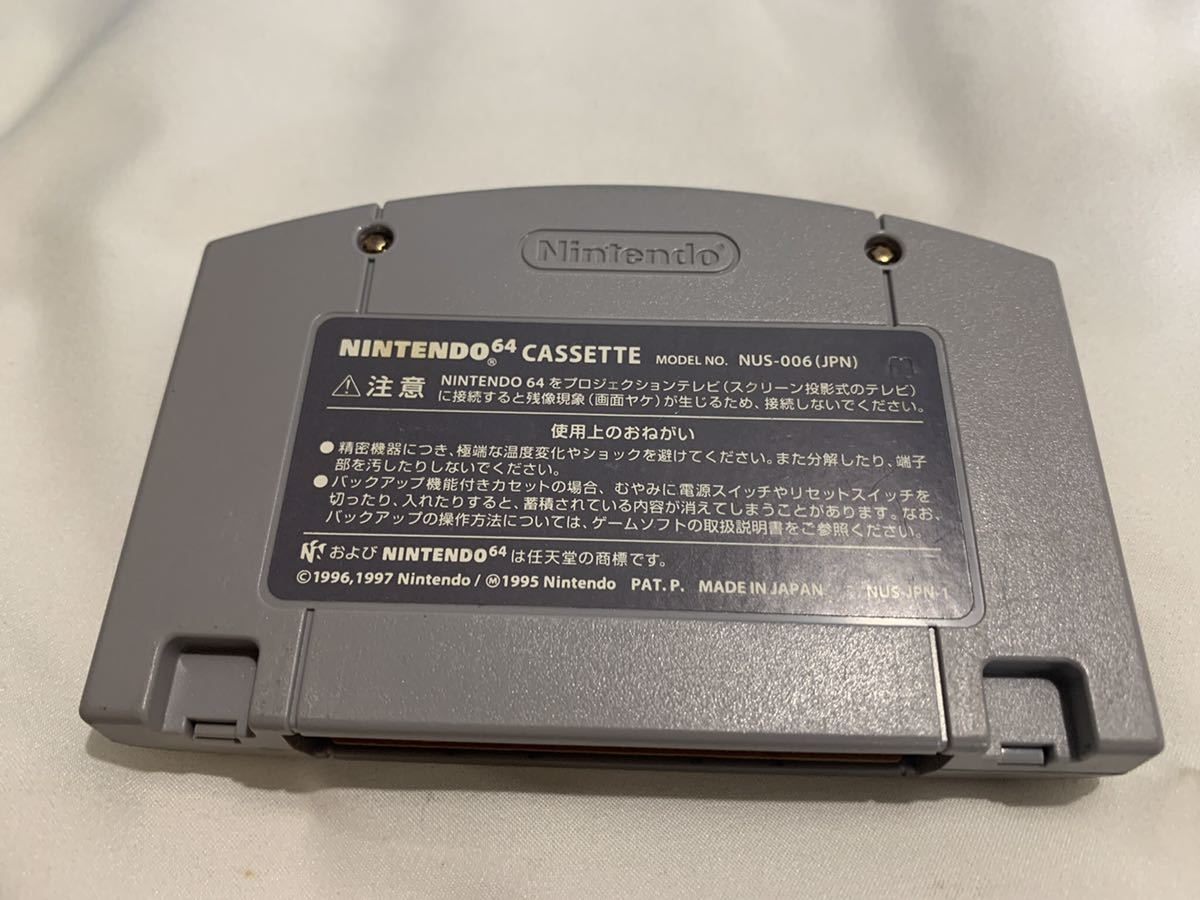 Nintendo®
NINTENDO64® CASSETTE MODEL NO. NUS-006(JPN)
⚠注意 NINTENDO 64 をプロジェクションテレビ(スクリーン投影式のテレビ)
に接続すると残像現象(画面ヤケ)が生じるため、接続しないでください。
使用上のおねがい
●精密機器につき、極端な温度変化やショックを避けてください。また分解したり、端子
部を汚したりしないでください。
●バックアップ機能付きカセットの場合、むやみに電源スイッチやリセットスイッチを
切ったり、入れたりすると、蓄積されている内容が消えてしまうことがあります。なお、
バックアップの操作方法については、ゲームソフトの取扱説明書をご参照ください。
および NINTENDO64 は任天堂の商標です。
©1996,1997 Nintendo/Ⓜ1995 Nintendo PAT.P. MADE IN JAPAN NUS-JPN-1